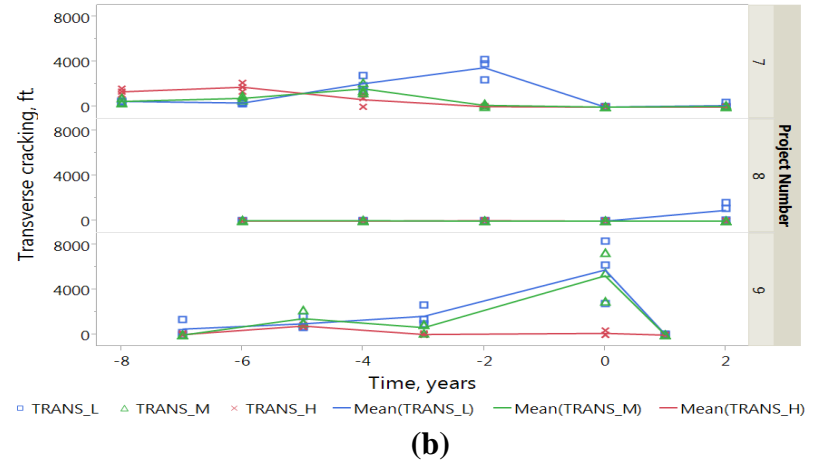 8000
4000
0
7
8000
4000
0
8
8000
4000
0
9
Transverse cracking, ft.
Project Number
-8 -6 -4 -2 0 2
Time, years
TRANS_L TRANS_M TRANS_H Mean(TRANS_L) Mean(TRANS_M) Mean(TRANS_H)
(b)